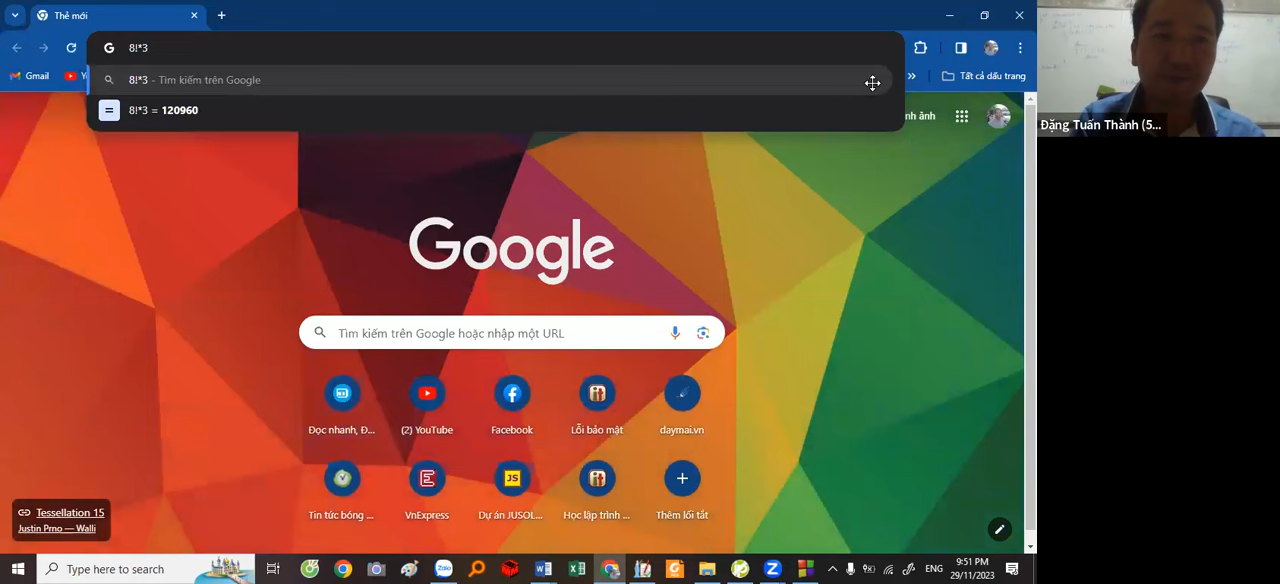 Thẻ mới
8!*3
8!*3 - Tìm kiếm trên Google
= 8!*3 = 120960
Gmail
Tất cả dấu trang
Google
Tìm kiếm trên Google hoặc nhập một URL
Đọc nhanh, Đ...
(2) YouTube
Facebook
Lỗi bảo mật
daymai.vn
JS
Tin tức bóng ...
VnExpress
Dự án JUSOL...
Học lập trình ...
Thêm lối tắt
Tessellation 15
Justin Prno — Walli
Type here to search
Zalo
ENG
9:51 PM
29/11/2023
Đặng Tuấn Thành (5...